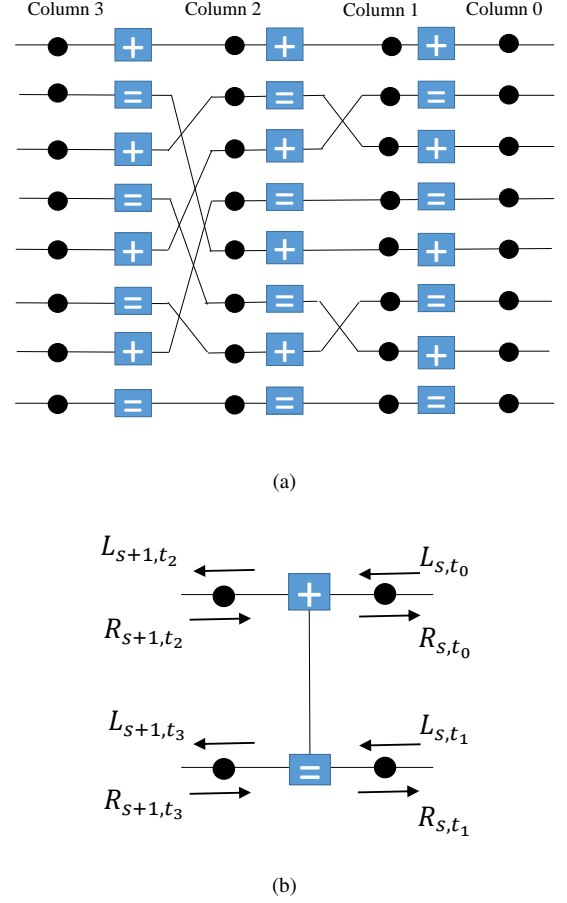 Column 3 Column 2 Column 1 Column 0
+ + +
= = +
+ + =
= = =
+ + +
= = =
+ + +
= = =
(a)
L_{s+1,t_2} L_{s,t_0}
+
R_{s+1,t_2} R_{s,t_0}
L_{s+1,t_3} L_{s,t_1}
=
R_{s+1,t_3} R_{s,t_1}
(b)